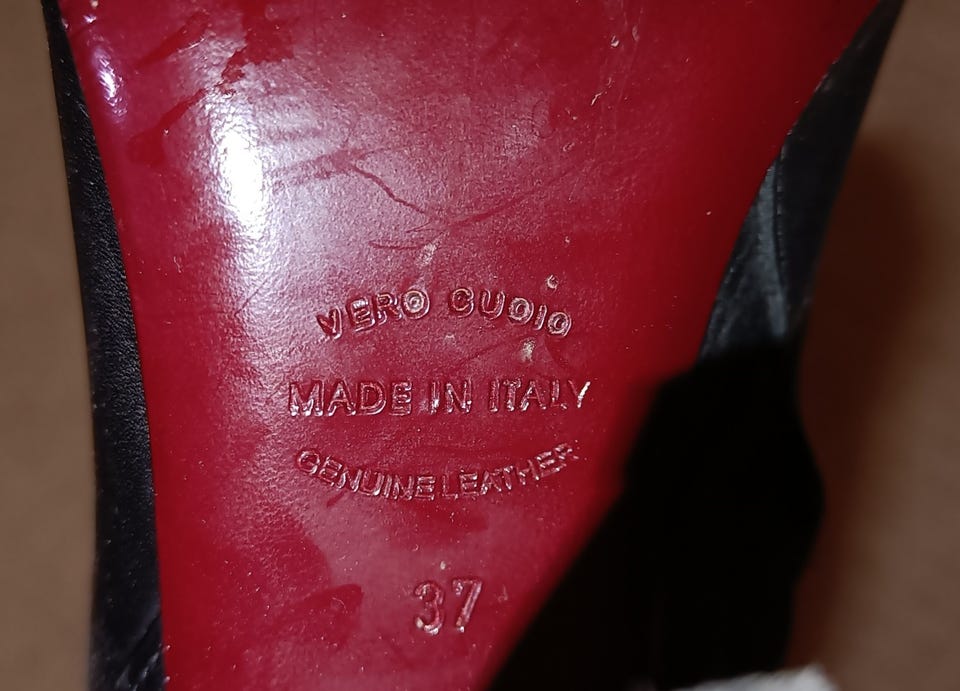 VERO CUOIO
MADE IN ITALY
GENUINE LEATHER
37